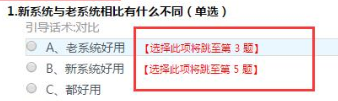 1.新系统与老系统相比有什么不同（单选）
引导话术:对比
A、老系统好用 【选择此项将跳至第 3 题】
B、新系统好用 【选择此项将跳至第 5 题】
C、都好用